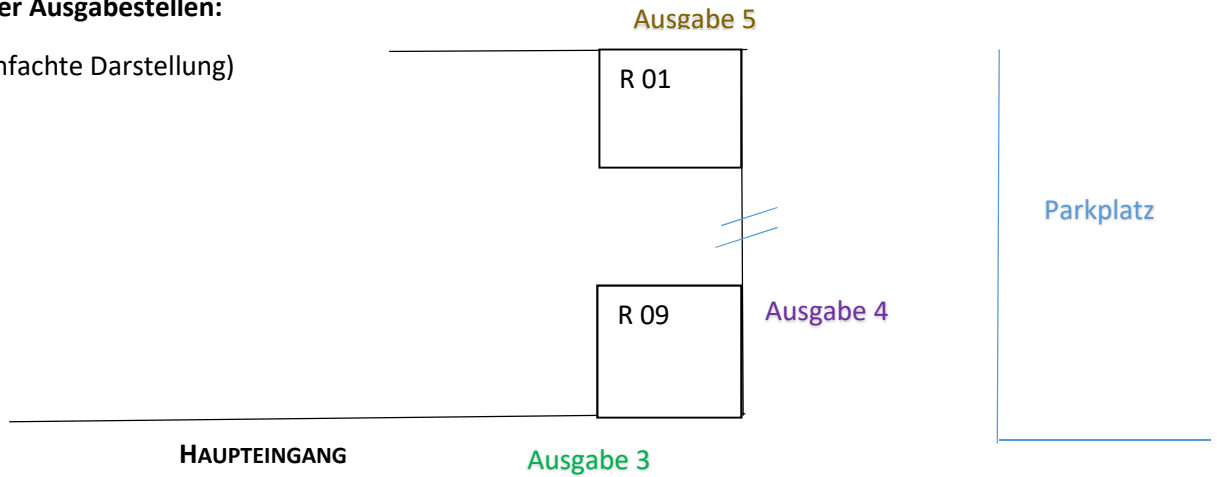 er Ausgabestellen:
Ausgabe 5
nfachte Darstellung)
R 01
Parkplatz
R 09
Ausgabe 4
HAUPTEINGANG
Ausgabe 3